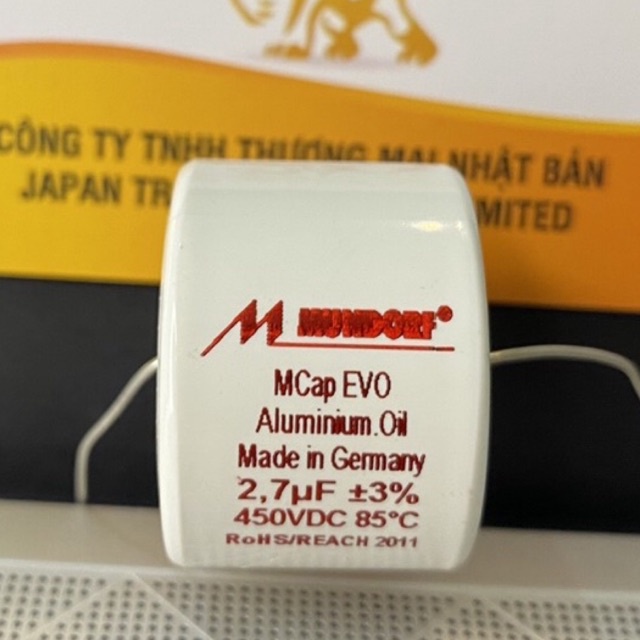 CÔNG TY TNHH THƯƠNG MẠI NHẬT BẢN
JAPAN TR MITED
MUNDORF®
MCap EVO
Aluminium.Oil
Made in Germany
2,7µF ±3%
450VDC 85°C
RoHS/REACH 2011